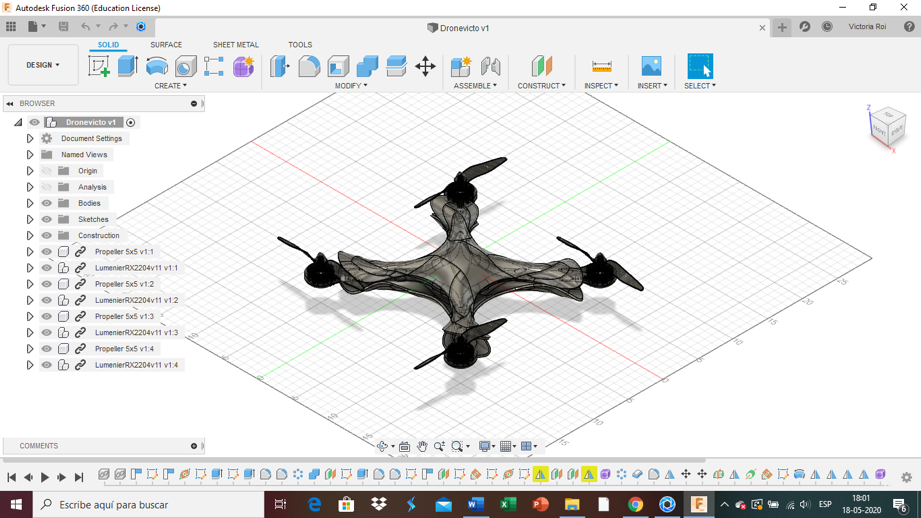 Autodesk Fusion 360 (Education License)
Dronevicto v1
Victoria Roi
SOLID SURFACE SHEET METAL TOOLS
DESIGN
CREATE MODIFY ASSEMBLE CONSTRUCT INSPECT INSERT SELECT
BROWSER
Dronevicto v1
Document Settings
Named Views
Origin
Analysis
Bodies
Sketches
Construction
Propeller 5x5 v1:1
LumenierRX2204v11 v1:1
Propeller 5x5 v1:2
LumenierRX2204v11 v1:2
Propeller 5x5 v1:3
LumenierRX2204v11 v1:3
Propeller 5x5 v1:4
LumenierRX2204v11 v1:4
Z
X
COMMENTS
Escribe aquí para buscar
ESP
18:01
18-05-2020
6